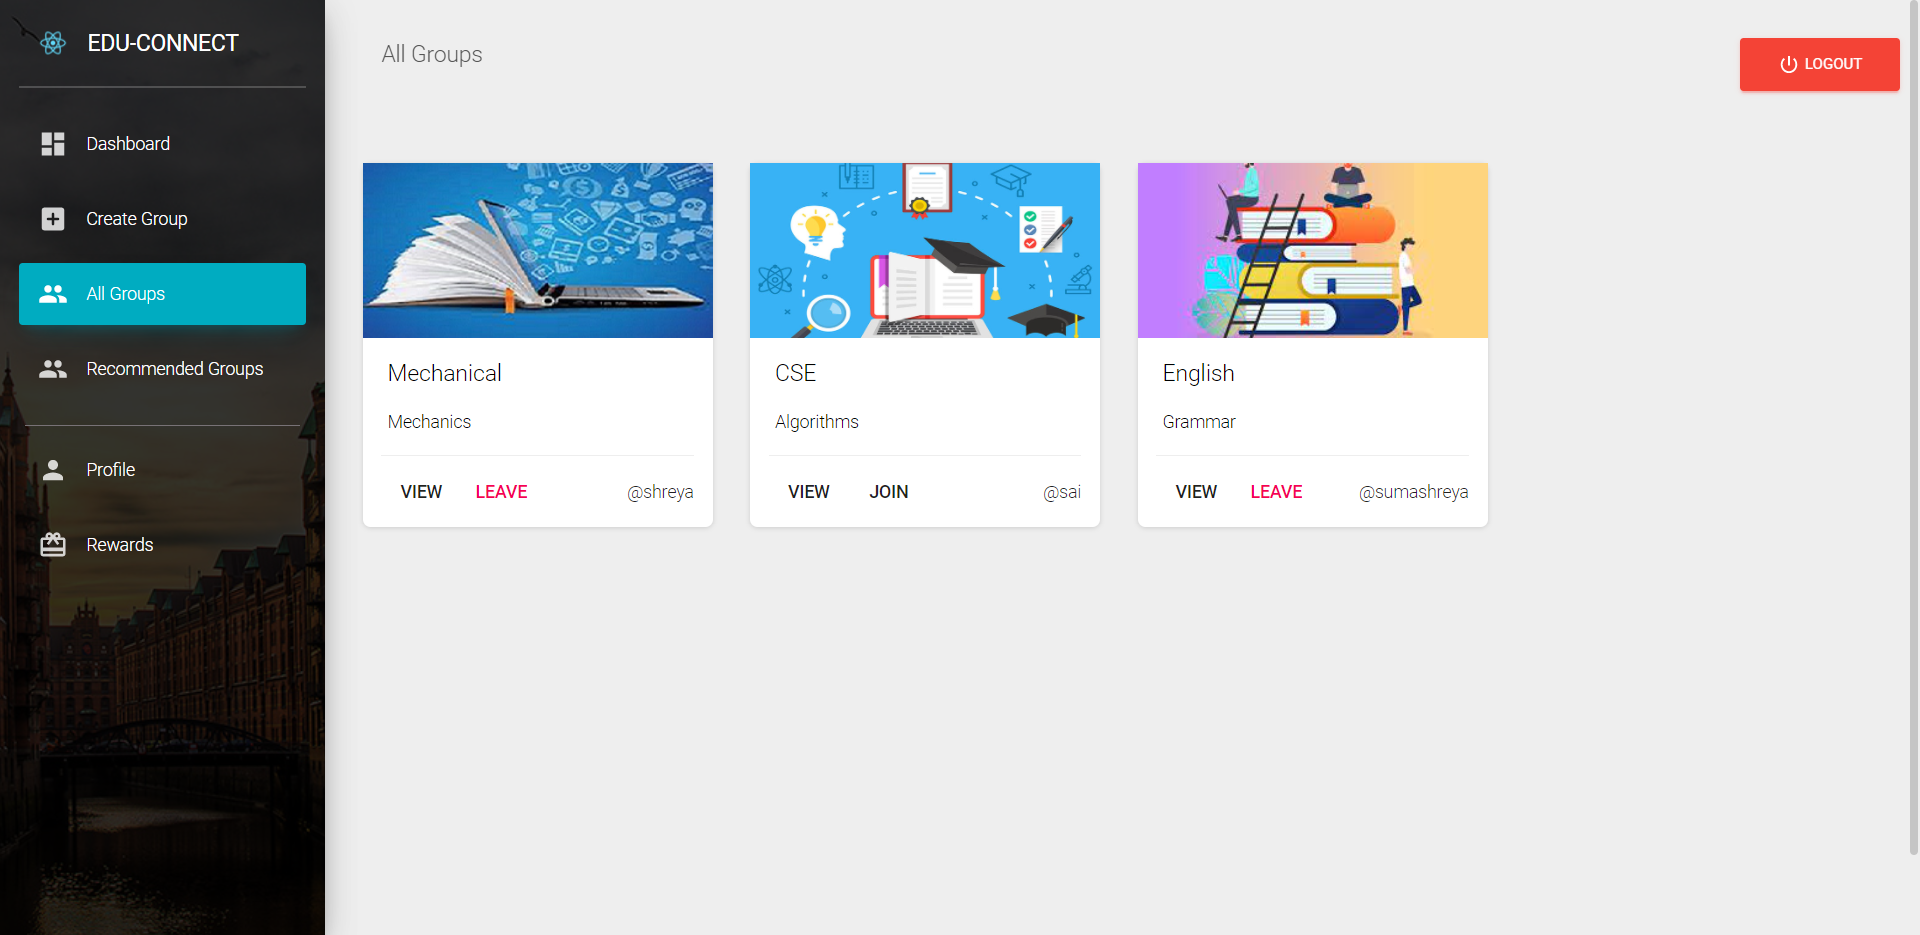 EDU-CONNECT
Dashboard
Create Group
All Groups
Recommended Groups
Profile
Rewards
All Groups
LOGOUT
Mechanical
Mechanics
VIEW LEAVE @shreya
CSE
Algorithms
VIEW JOIN @sai
English
Grammar
VIEW LEAVE @sumashreya